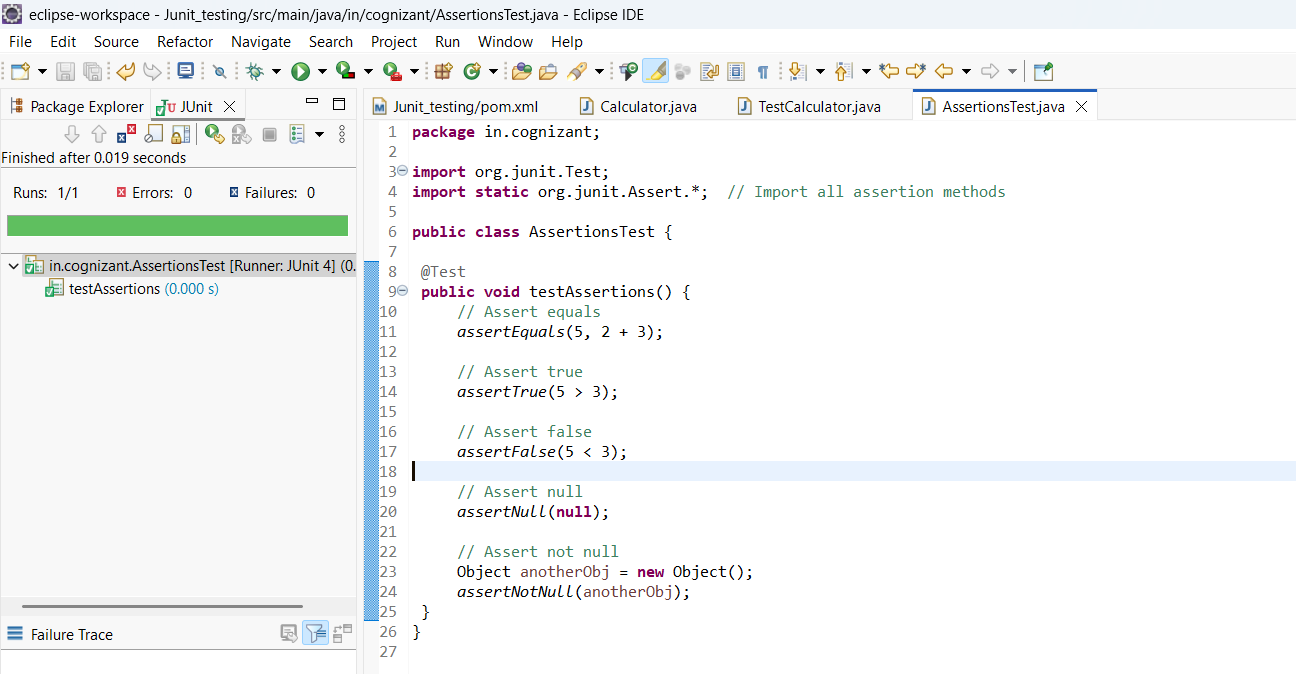 eclipse-workspace - Junit_testing/src/main/java/in/cognizant/AssertionsTest.java - Eclipse IDE
File Edit Source Refactor Navigate Search Project Run Window Help
Package Explorer JUnit
Finished after 0.019 seconds
Runs: 1/1 Errors: 0 Failures: 0
in.cognizant.AssertionsTest [Runner: JUnit 4] (0.
testAssertions (0.000 s)
Failure Trace
Junit_testing/pom.xml Calculator.java TestCalculator.java AssertionsTest.java
1 package in.cognizant;
2
3 import org.junit.Test;
4 import static org.junit.Assert.*;  // Import all assertion methods
5
6 public class AssertionsTest {
7
8 @Test
9 public void testAssertions() {
10 // Assert equals
11 assertEquals(5, 2 + 3);
12
13 // Assert true
14 assertTrue(5 > 3);
15
16 // Assert false
17 assertFalse(5 < 3);
18
19 // Assert null
20 assertNull(null);
21
22 // Assert not null
23 Object anotherObj = new Object();
24 assertNotNull(anotherObj);
25 }
26 }
27